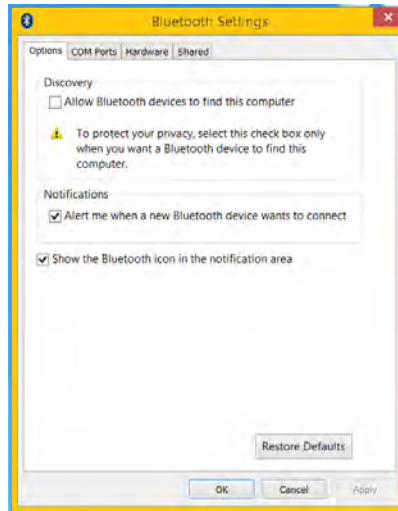 Bluetooth Settings
Options COM Ports Hardware Shared
Discovery
Allow Bluetooth devices to find this computer
To protect your privacy, select this check box only
when you want a Bluetooth device to find this
computer.
Notifications
Alert me when a new Bluetooth device wants to connect
Show the Bluetooth icon in the notification area
Restore Defaults
OK Cancel Apply